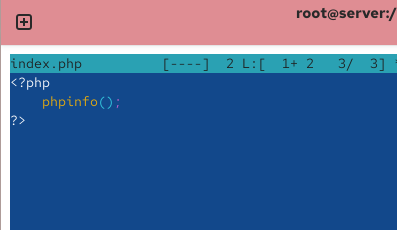 root@server:/
index.php [----] 2 L:[ 1+ 2 3/ 3]
<?php
phpinfo();
?>